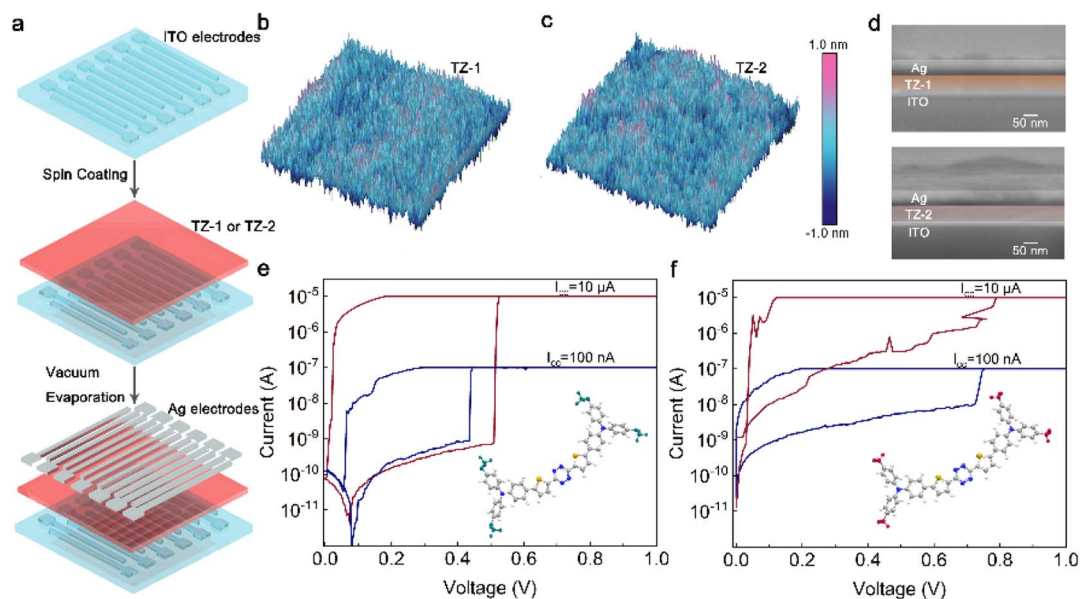 a
ITO electrodes
Spin Coating
TZ-1 or TZ-2
Vacuum
Evaporation
Ag electrodes
b
TZ-1
c
TZ-2
1.0 nm
-1.0 nm
d
Ag
TZ-1
ITO
50 nm
Ag
TZ-2
ITO
50 nm
e
Current (A)
10⁻⁵
10⁻⁶
10⁻⁷
10⁻⁸
10⁻⁹
10⁻¹⁰
10⁻¹¹
=10 μA
I_cc=100 nA
0.0 0.2 0.4 0.6 0.8 1.0
Voltage (V)
f
Current (A)
10⁻⁵
10⁻⁶
10⁻⁷
10⁻⁸
10⁻⁹
10⁻¹⁰
10⁻¹¹
=10 μA
I_cc=100 nA
0.0 0.2 0.4 0.6 0.8 1.0
Voltage (V)